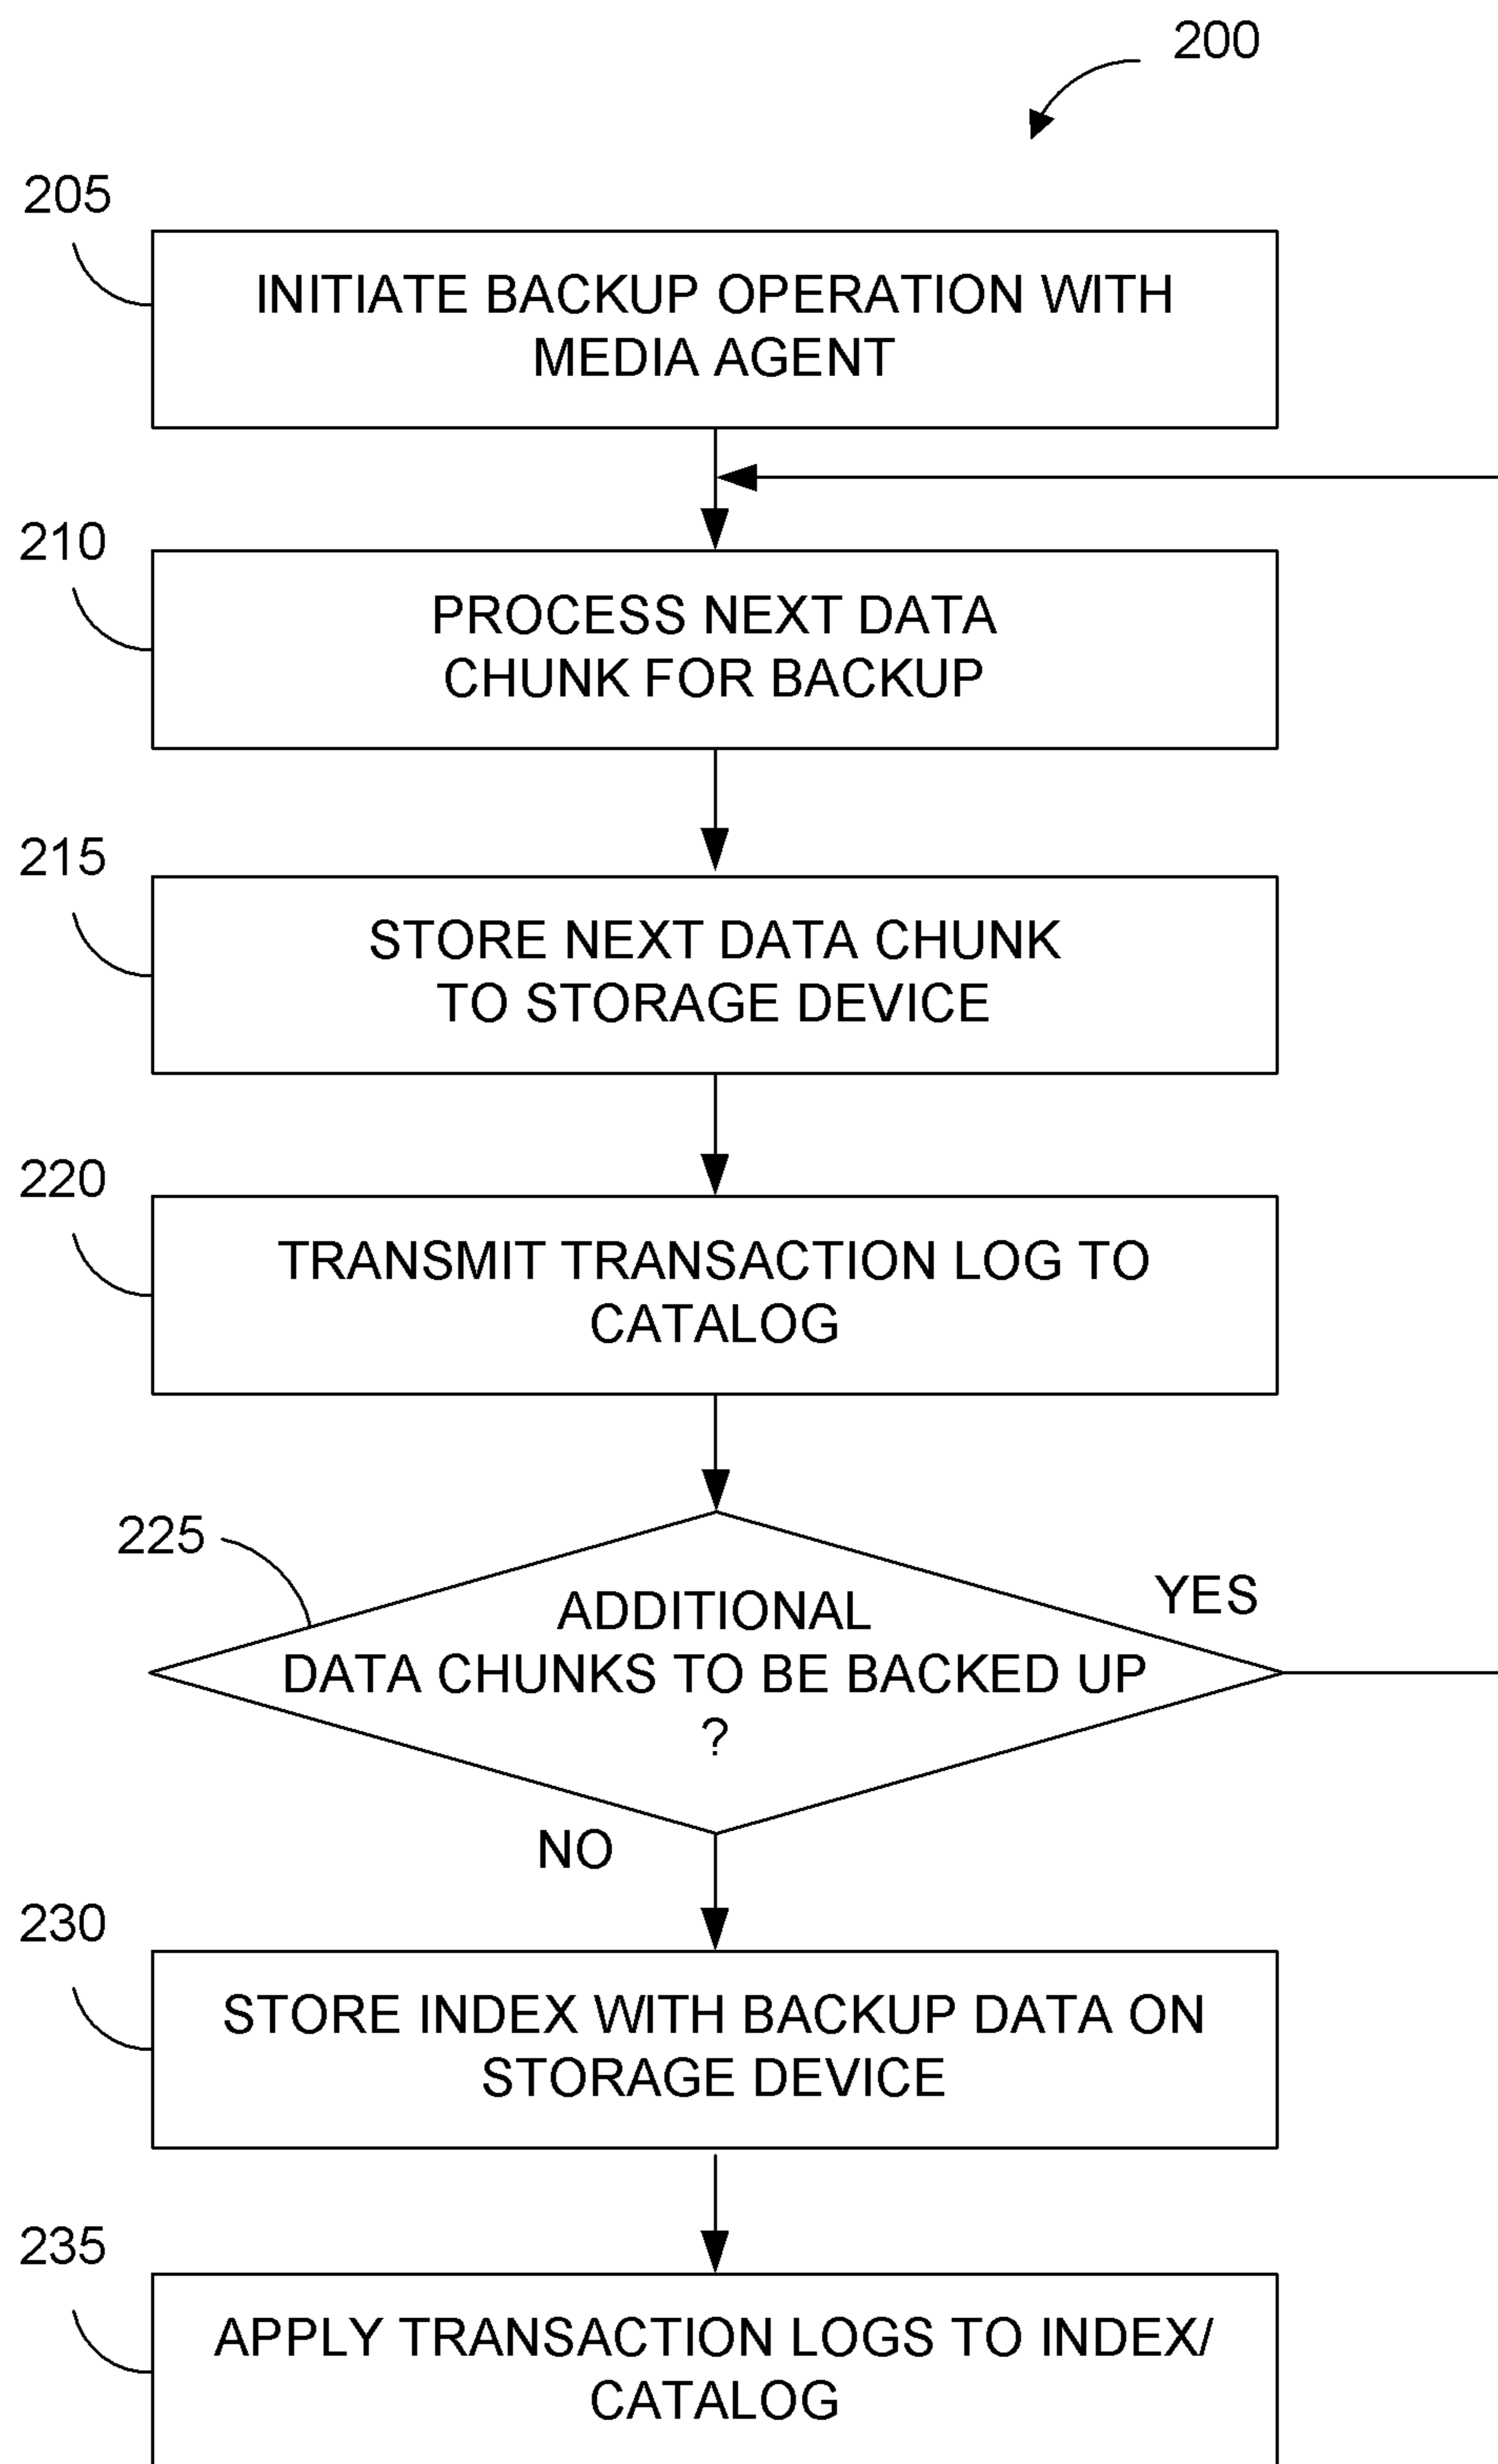 200
205
INITIATE BACKUP OPERATION WITH
MEDIA AGENT
210
PROCESS NEXT DATA
CHUNK FOR BACKUP
215
STORE NEXT DATA CHUNK
TO STORAGE DEVICE
220
TRANSMIT TRANSACTION LOG TO
CATALOG
225
ADDITIONAL
DATA CHUNKS TO BE BACKED UP
?
YES
NO
230
STORE INDEX WITH BACKUP DATA ON
STORAGE DEVICE
235
APPLY TRANSACTION LOGS TO INDEX/
CATALOG